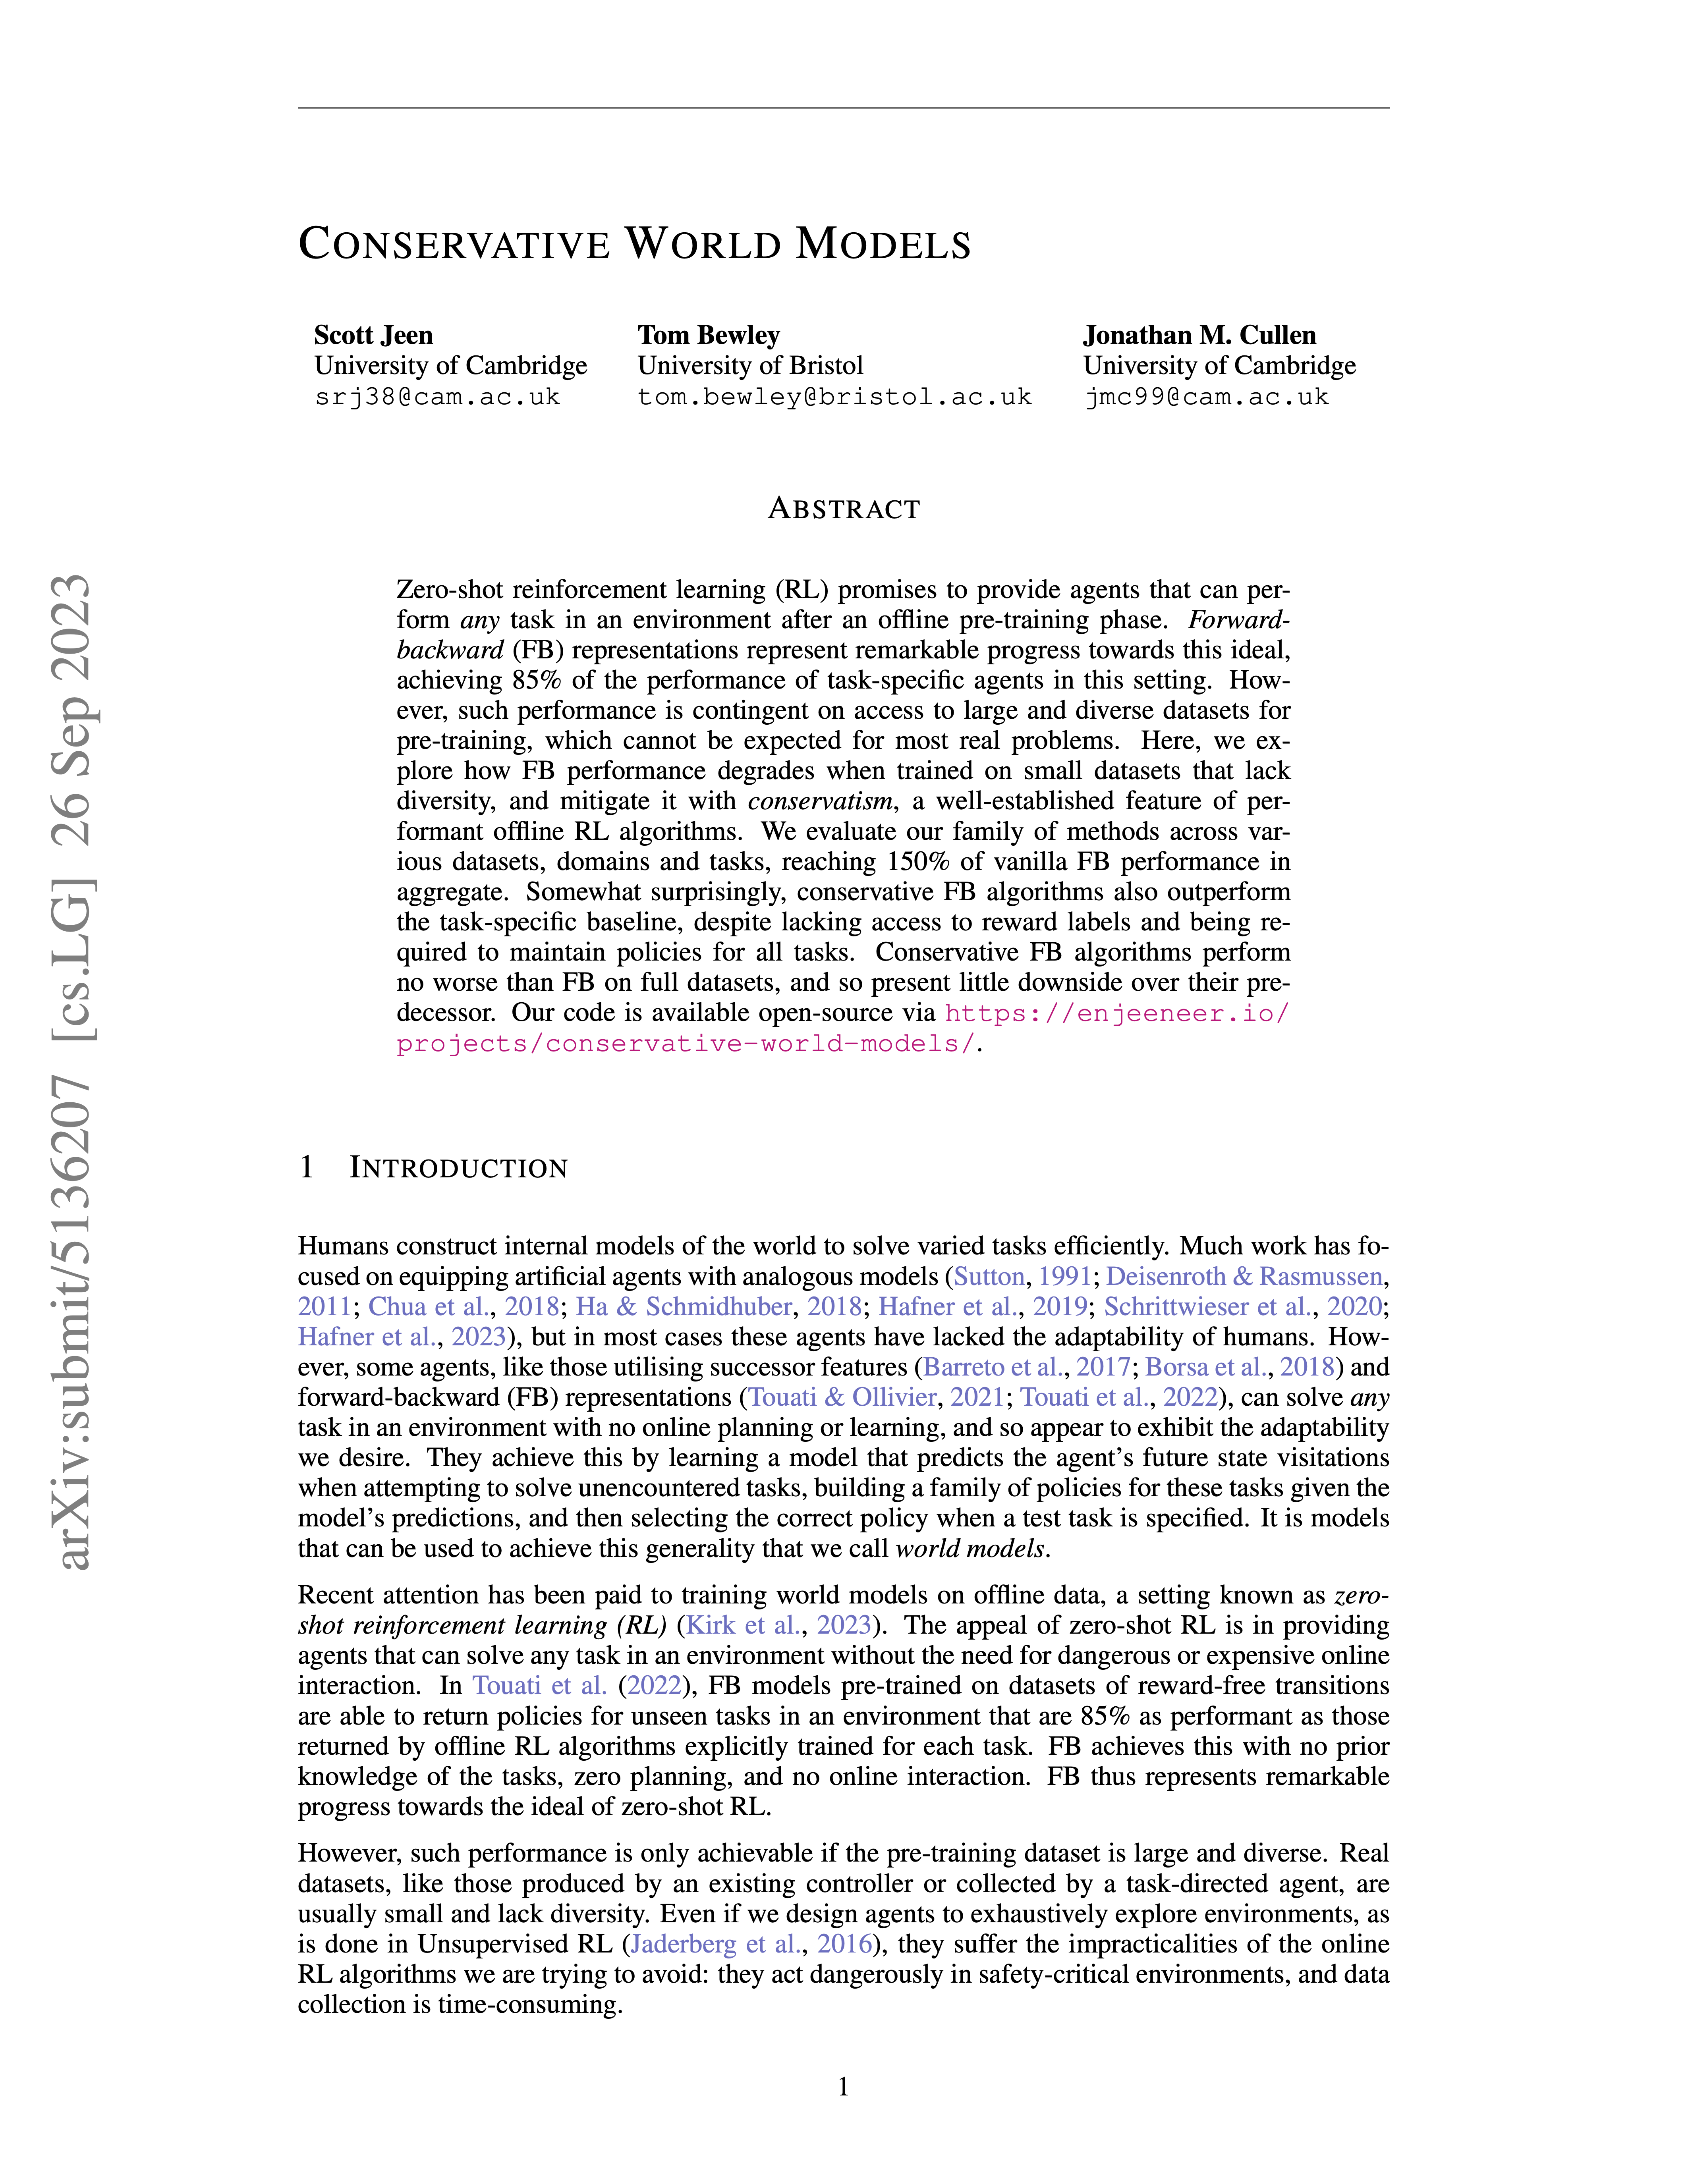 CONSERVATIVE WORLD MODELS
Scott Jeen
University of Cambridge
srj38@cam.ac.uk
Tom Bewley
University of Bristol
tom.bewley@bristol.ac.uk
Jonathan M. Cullen
University of Cambridge
jmc99@cam.ac.uk
ABSTRACT
Zero-shot reinforcement learning (RL) promises to provide agents that can per-
form any task in an environment after an offline pre-training phase. Forward-
backward (FB) representations represent remarkable progress towards this ideal,
achieving 85% of the performance of task-specific agents in this setting. How-
ever, such performance is contingent on access to large and diverse datasets for
pre-training, which cannot be expected for most real problems. Here, we ex-
plore how FB performance degrades when trained on small datasets that lack
diversity, and mitigate it with conservatism, a well-established feature of per-
formant offline RL algorithms. We evaluate our family of methods across var-
ious datasets, domains and tasks, reaching 150% of vanilla FB performance in
aggregate. Somewhat surprisingly, conservative FB algorithms also outperform
the task-specific baseline, despite lacking access to reward labels and being re-
quired to maintain policies for all tasks. Conservative FB algorithms perform
no worse than FB on full datasets, and so present little downside over their pre-
decessor. Our code is available open-source via https://enjeeneer.io/
projects/conservative-world-models/.
1 INTRODUCTION
Humans construct internal models of the world to solve varied tasks efficiently. Much work has fo-
cused on equipping artificial agents with analogous models (Sutton, 1991; Deisenroth & Rasmussen,
2011; Chua et al., 2018; Ha & Schmidhuber, 2018; Hafner et al., 2019; Schrittwieser et al., 2020;
Hafner et al., 2023), but in most cases these agents have lacked the adaptability of humans. How-
ever, some agents, like those utilising successor features (Barreto et al., 2017; Borsa et al., 2018) and
forward-backward (FB) representations (Touati & Ollivier, 2021; Touati et al., 2022), can solve any
task in an environment with no online planning or learning, and so appear to exhibit the adaptability
we desire. They achieve this by learning a model that predicts the agent's future state visitations
when attempting to solve unencountered tasks, building a family of policies for these tasks given the
model's predictions, and then selecting the correct policy when a test task is specified. It is models
that can be used to achieve this generality that we call world models.
Recent attention has been paid to training world models on offline data, a setting known as zero-
shot reinforcement learning (RL) (Kirk et al., 2023). The appeal of zero-shot RL is in providing
agents that can solve any task in an environment without the need for dangerous or expensive online
interaction. In Touati et al. (2022), FB models pre-trained on datasets of reward-free transitions
are able to return policies for unseen tasks in an environment that are 85% as performant as those
returned by offline RL algorithms explicitly trained for each task. FB achieves this with no prior
knowledge of the tasks, zero planning, and no online interaction. FB thus represents remarkable
progress towards the ideal of zero-shot RL.
However, such performance is only achievable if the pre-training dataset is large and diverse. Real
datasets, like those produced by an existing controller or collected by a task-directed agent, are
usually small and lack diversity. Even if we design agents to exhaustively explore environments, as
is done in Unsupervised RL (Jaderberg et al., 2016), they suffer the impracticalities of the online
RL algorithms we are trying to avoid: they act dangerously in safety-critical environments, and data
collection is time-consuming.
1
arXiv:submit/5136207 [cs.LG] 26 Sep 2023